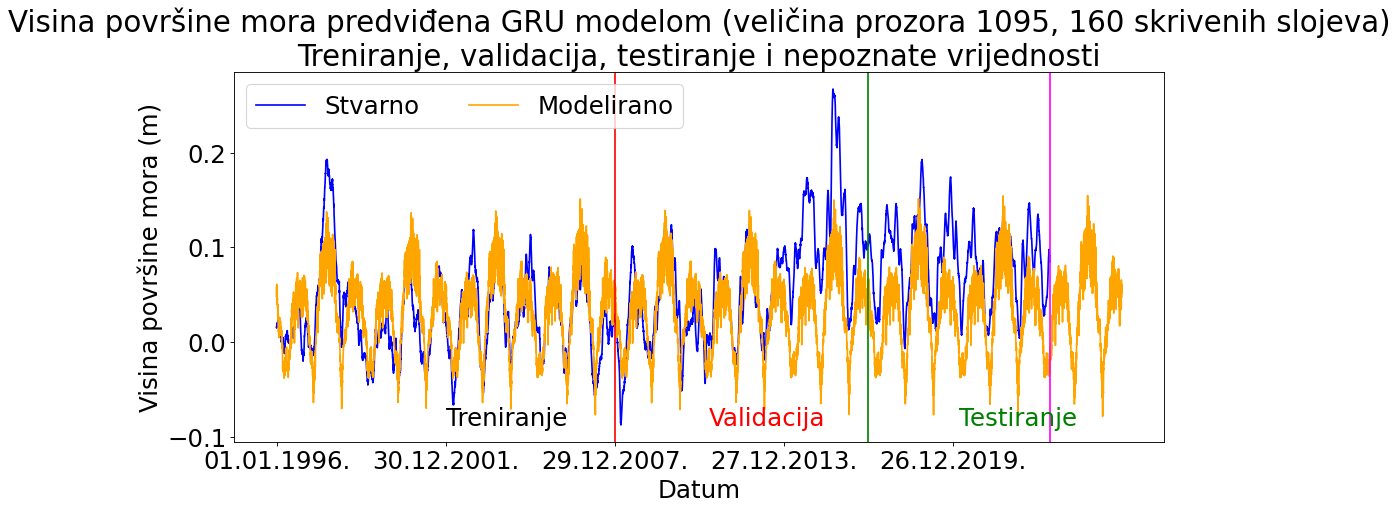 Visina površine mora predviđena GRU modelom (veličina prozora 1095, 160 skrivenih slojeva)
Treniranje, validacija, testiranje i nepoznate vrijednosti
Stvarno
Modelirano
Visina površine mora (m)
0.2
0.1
0.0
−0.1
Treniranje
Validacija
Testiranje
01.01.1996.
30.12.2001.
29.12.2007.
27.12.2013.
26.12.2019.
Datum